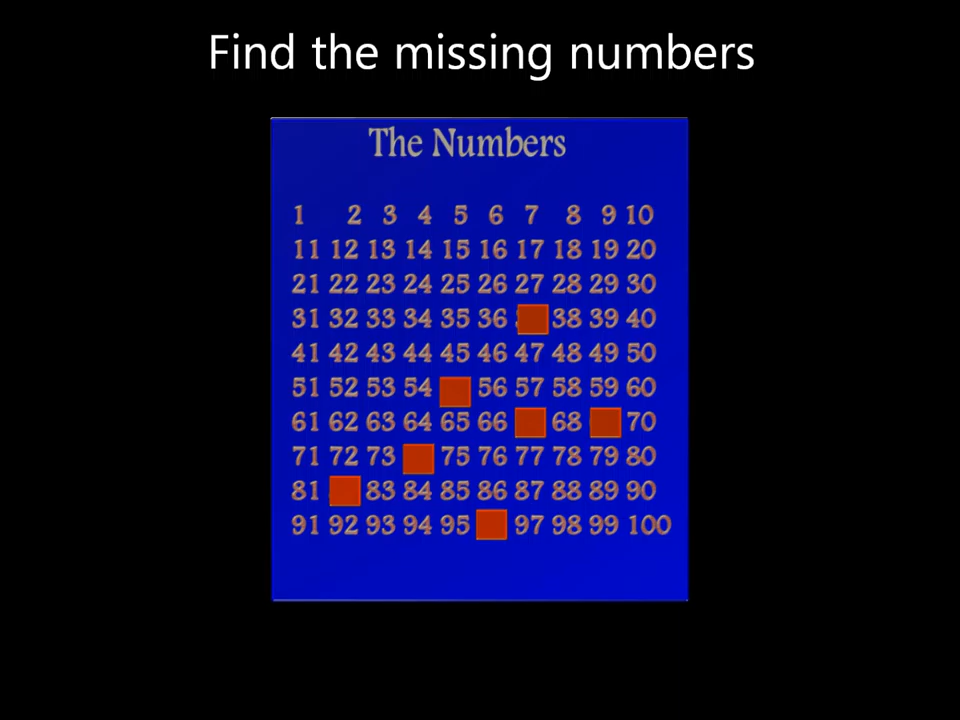 Find the missing numbers
The Numbers
1 2 3 4 5 6 7 8 9 10
11 12 13 14 15 16 17 18 19 20
21 22 23 24 25 26 27 28 29 30
31 32 33 34 35 36 38 39 40
41 42 43 44 45 46 47 48 49 50
51 52 53 54 56 57 58 59 60
61 62 63 64 65 66 68 70
71 72 73 75 76 77 78 79 80
81 83 84 85 86 87 88 89 90
91 92 93 94 95 97 98 99 100